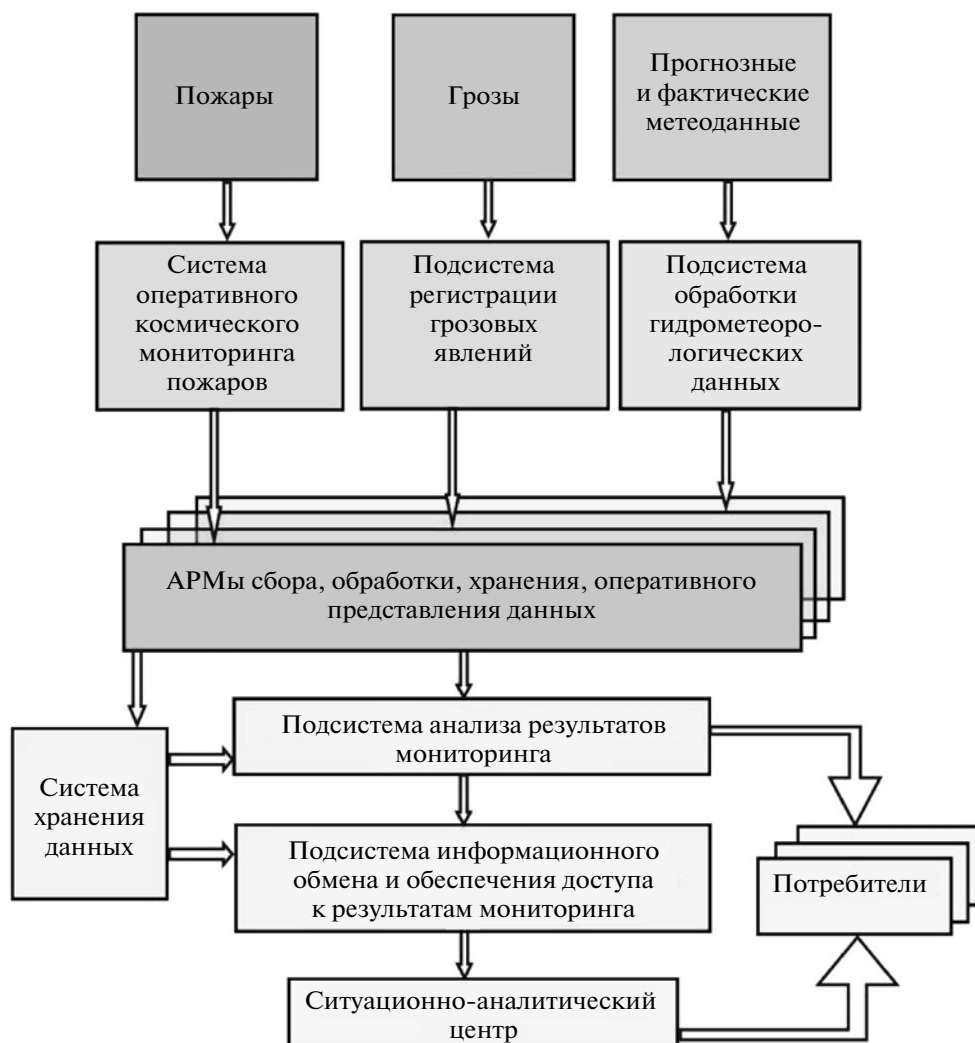 Пожары
Грозы
Прогнозные
и фактические
метеоданные
Система
оперативного
космического
мониторинга
пожаров
Подсистема
регистрации
грозовых
явлений
Подсистема
обработки
гидрометеоро-
логических
данных
АРМы сбора, обработки, хранения, оперативного
представления данных
Подсистема анализа результатов
мониторинга
Система
хранения
данных
Подсистема информационного
обмена и обеспечения доступа
к результатам мониторинга
Потребители
Ситуационно-аналитический
центр